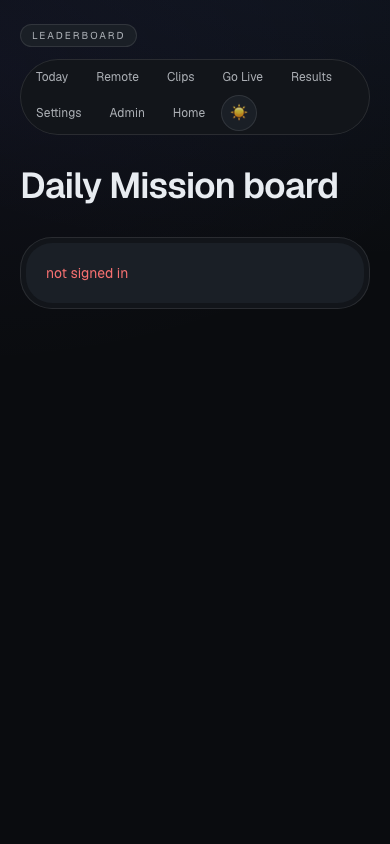 LEADERBOARD
Today Remote Clips Go Live Results
Settings Admin Home
Daily Mission board
not signed in